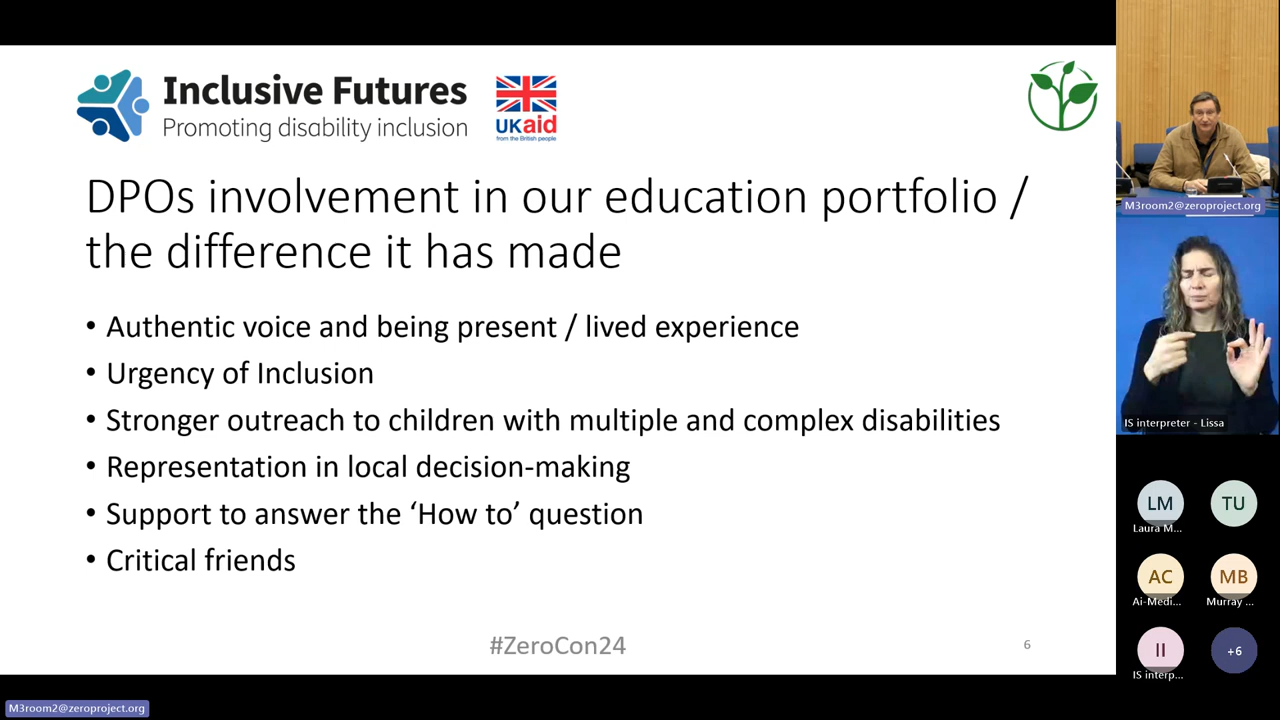 Inclusive Futures
Promoting disability inclusion
UKaid
from the British people
DPOs involvement in our education portfolio /
the difference it has made
• Authentic voice and being present / lived experience
• Urgency of Inclusion
• Stronger outreach to children with multiple and complex disabilities
• Representation in local decision-making
• Support to answer the ‘How to’ question
• Critical friends
#ZeroCon24
6
M3room2@zeroproject.org
M3room2@zeroproject.org
IS interpreter - Lissa
LM
TU
Laura M...
AC
MB
Ai-Medi...
Murray ...
II
+6
IS interp...